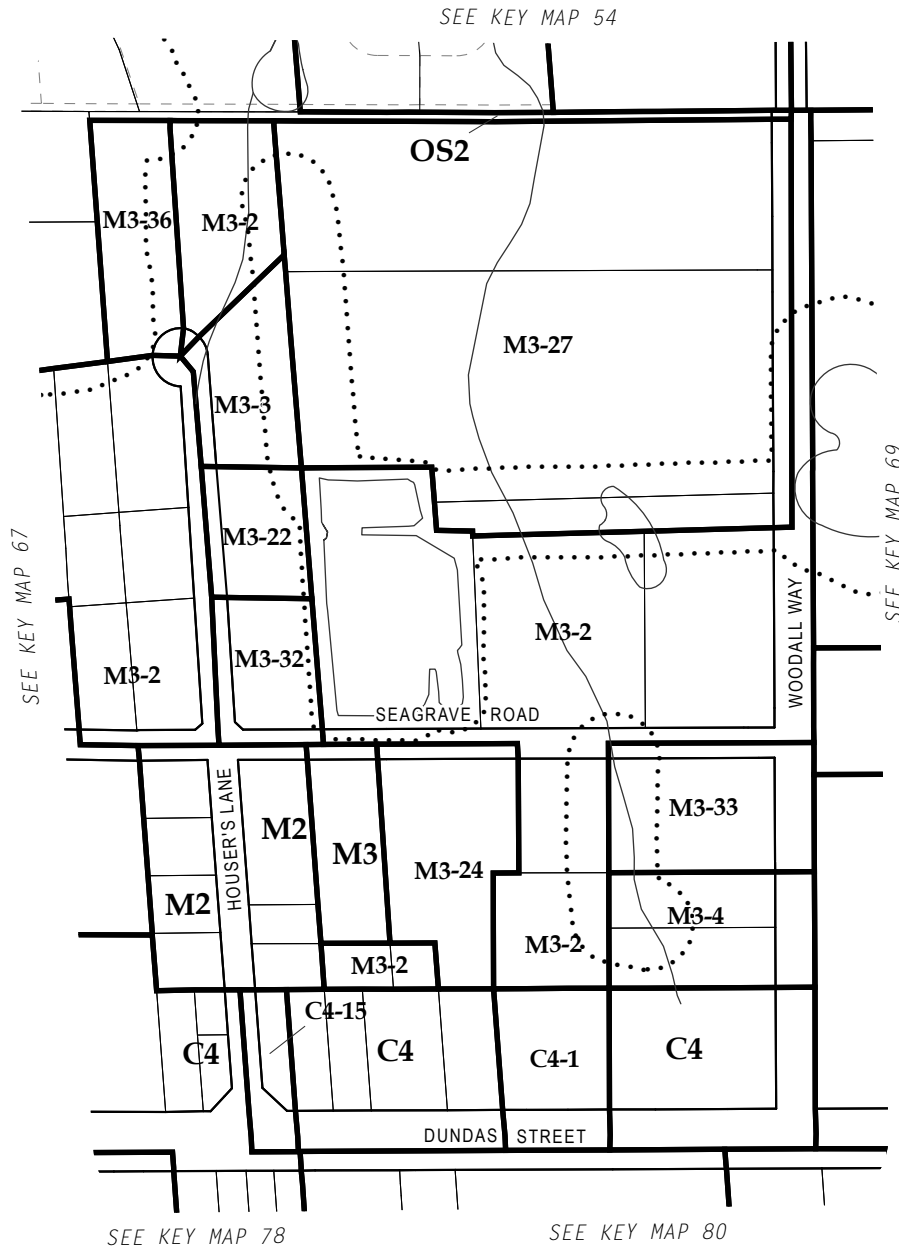 SEE KEY MAP 54
OS2
M3-36
M3-2
M3-27
M3-3
SEE KEY MAP 69
M3-22
SEE KEY MAP 67
M3-2
WOODALL WAY
M3-32
M3-2
SEAGRAVE ROAD
HOUSER'S LANE
M2
M3
M3-24
M3-33
M2
M3-4
M3-2
M3-2
C4-15
C4
C4
C4-1
C4
DUNDAS STREET
SEE KEY MAP 78
SEE KEY MAP 80